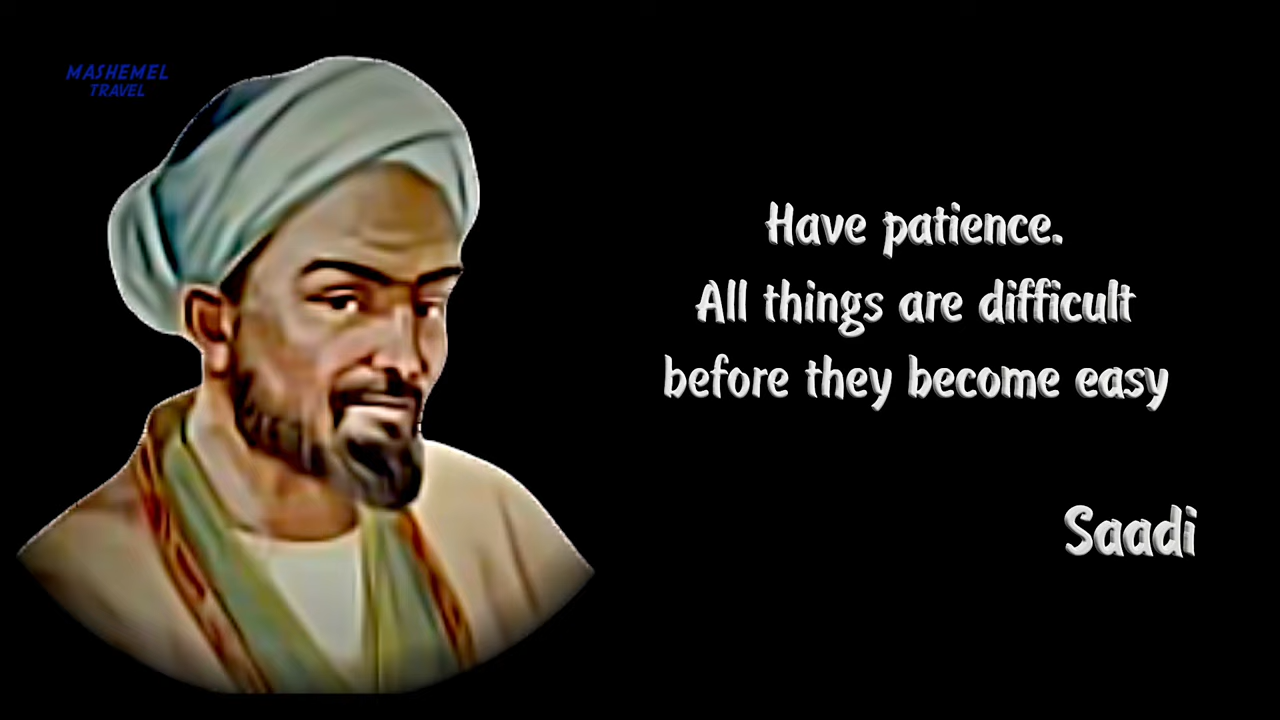 MASHEMEL
TRAVEL
Have patience.
All things are difficult
before they become easy
Saadi